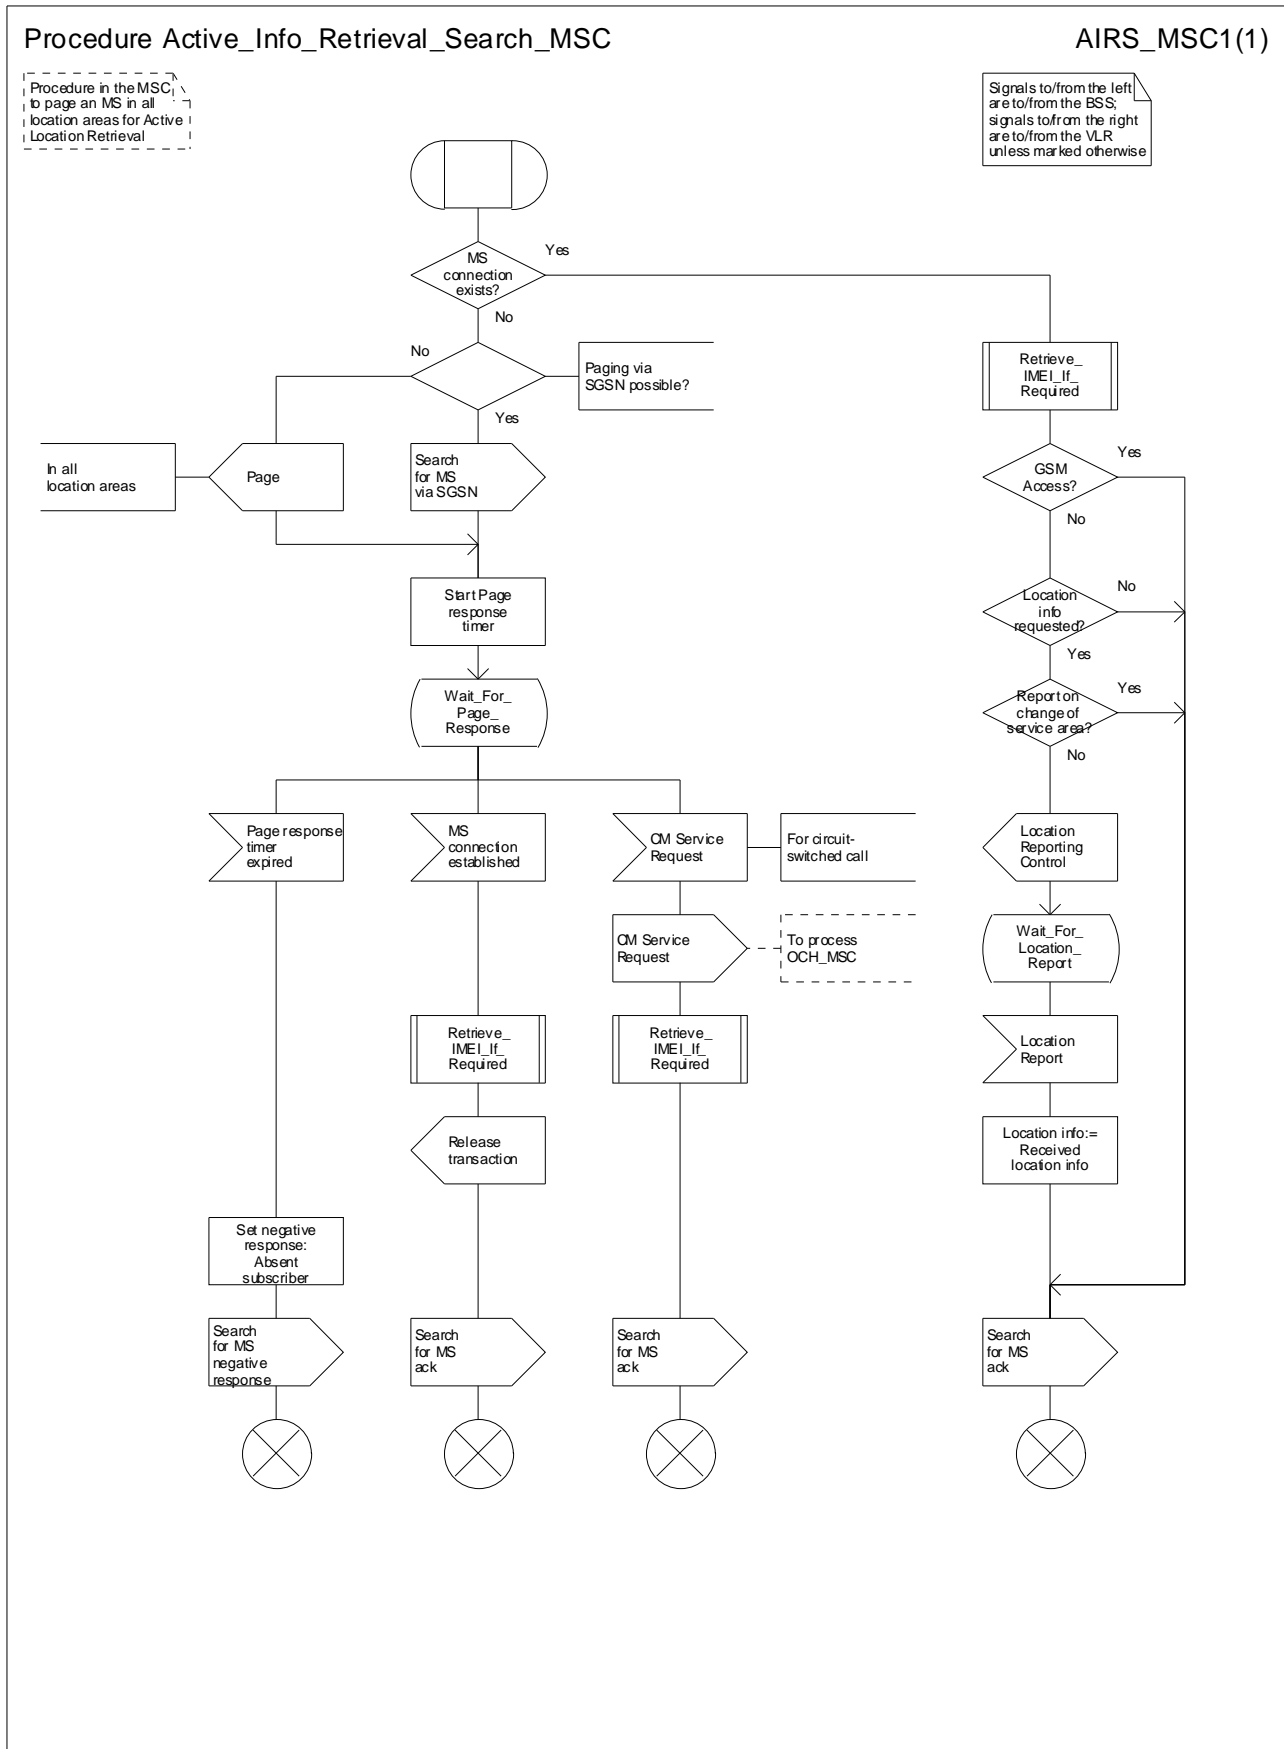 Procedure Active_Info_Retrieval_Search_MSC
AIRS_MSC1(1)
Procedure in the MSC
to page an MS in all
location areas for Active
Location Retrieval
Signals to/from the left
are to/from the BSS;
signals to/from the right
are to/from the VLR
unless marked otherwise
MS
connection
exists?
Yes
No
No
Paging via
SGSN possible?
Yes
Retrieve_
IMEI_If_
Required
In all
location areas
Page
Search
for MS
via SGSN
GSM
Access?
Yes
No
Start Page
response
timer
Location
info
requested?
No
Yes
Wait_For_
Page_
Response
Report on
change of
service area?
Yes
No
Page response
timer
expired
MS
connection
established
CM Service
Request
For circuit-
switched call
Location
Reporting
Control
CM Service
Request
To process
OCH_MSC
Wait_For_
Location_
Report
Retrieve_
IMEI_If_
Required
Retrieve_
IMEI_If_
Required
Location
Report
Release
transaction
Location info:=
Received
location info
Set negative
response:
Absent
subscriber
Search
for MS
negative
response
Search
for MS
ack
Search
for MS
ack
Search
for MS
ack